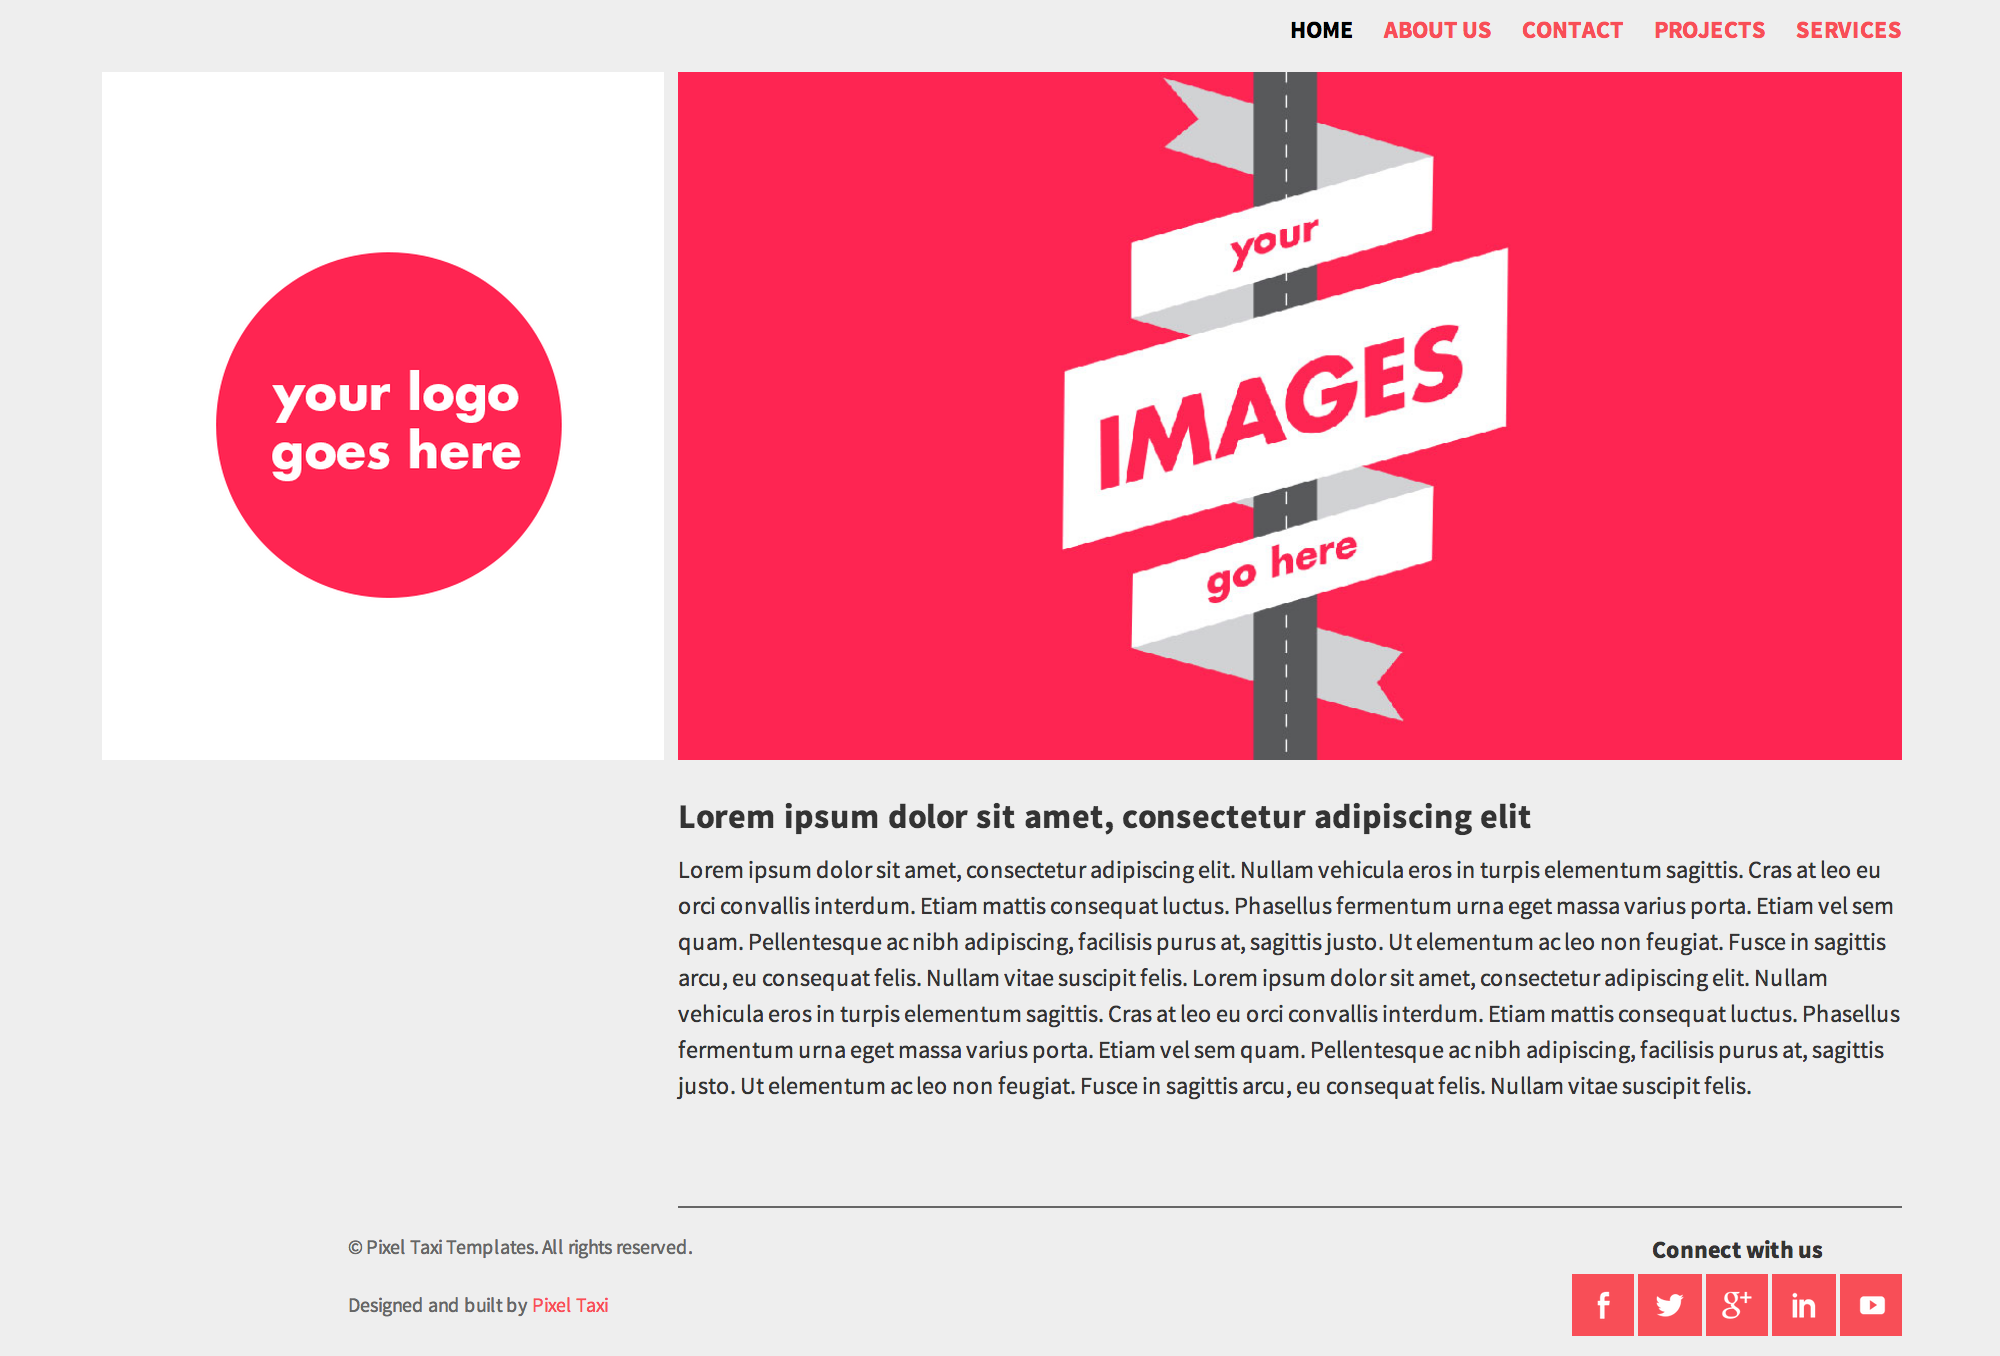 HOME ABOUT US CONTACT PROJECTS SERVICES
your logo
goes here
your
IMAGES
go here
Lorem ipsum dolor sit amet, consectetur adipiscing elit
Lorem ipsum dolor sit amet, consectetur adipiscing elit. Nullam vehicula eros in turpis elementum sagittis. Cras at leo eu
orci convallis interdum. Etiam mattis consequat luctus. Phasellus fermentum urna eget massa varius porta. Etiam vel sem
quam. Pellentesque ac nibh adipiscing, facilisis purus at, sagittis justo. Ut elementum ac leo non feugiat. Fusce in sagittis
arcu, eu consequat felis. Nullam vitae suscipit felis. Lorem ipsum dolor sit amet, consectetur adipiscing elit. Nullam
vehicula eros in turpis elementum sagittis. Cras at leo eu orci convallis interdum. Etiam mattis consequat luctus. Phasellus
fermentum urna eget massa varius porta. Etiam vel sem quam. Pellentesque ac nibh adipiscing, facilisis purus at, sagittis
justo. Ut elementum ac leo non feugiat. Fusce in sagittis arcu, eu consequat felis. Nullam vitae suscipit felis.
© Pixel Taxi Templates. All rights reserved.
Designed and built by Pixel Taxi
Connect with us
f g+ in